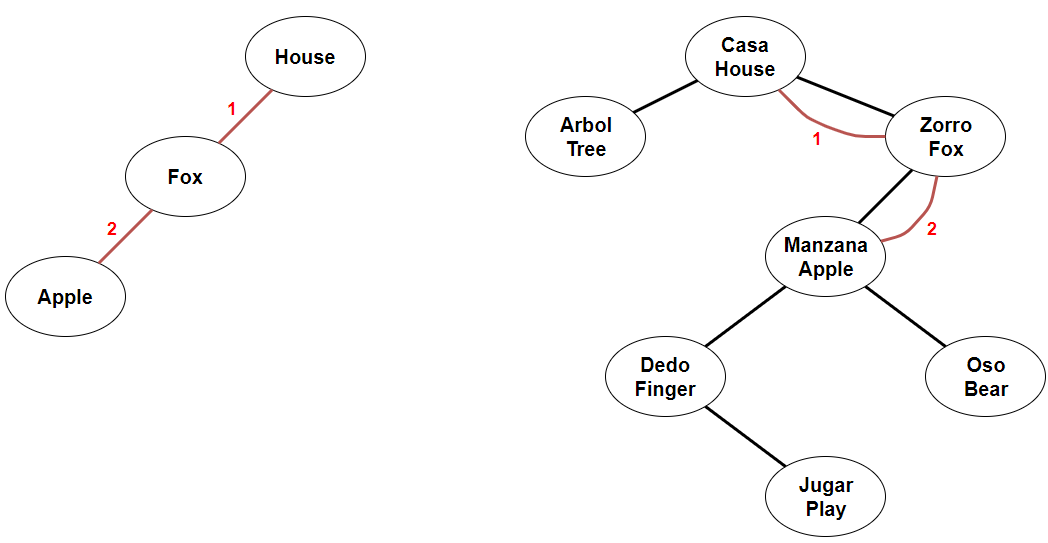 House
1
Fox
2
Apple
Casa
House
Arbol
Tree
1
Zorro
Fox
2
Manzana
Apple
Dedo
Finger
Oso
Bear
Jugar
Play